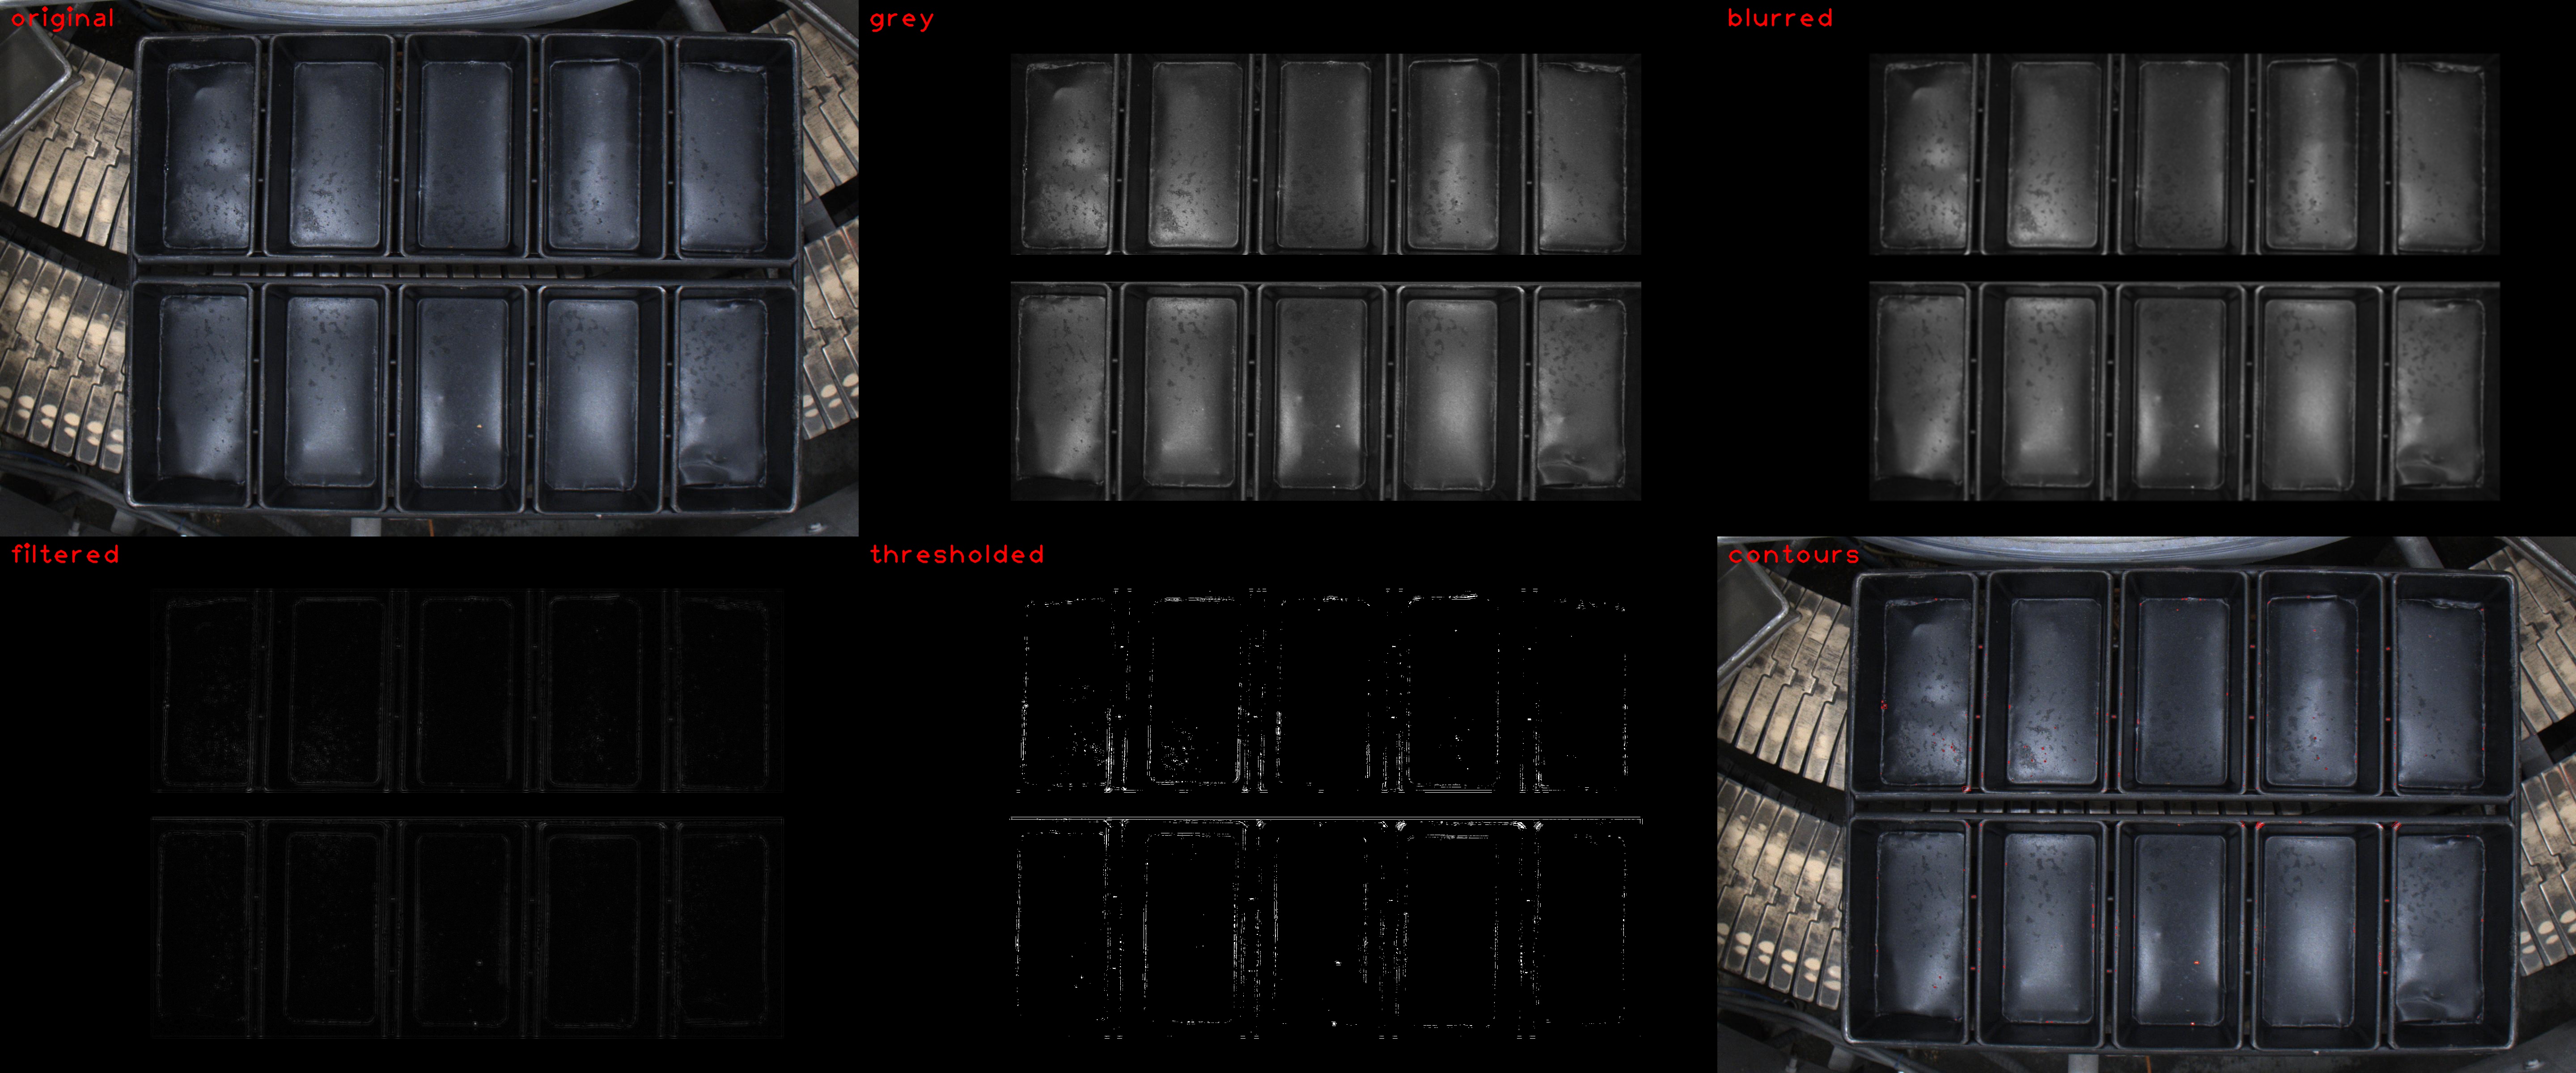 original
grey
blurred
filtered
thresholded
contours